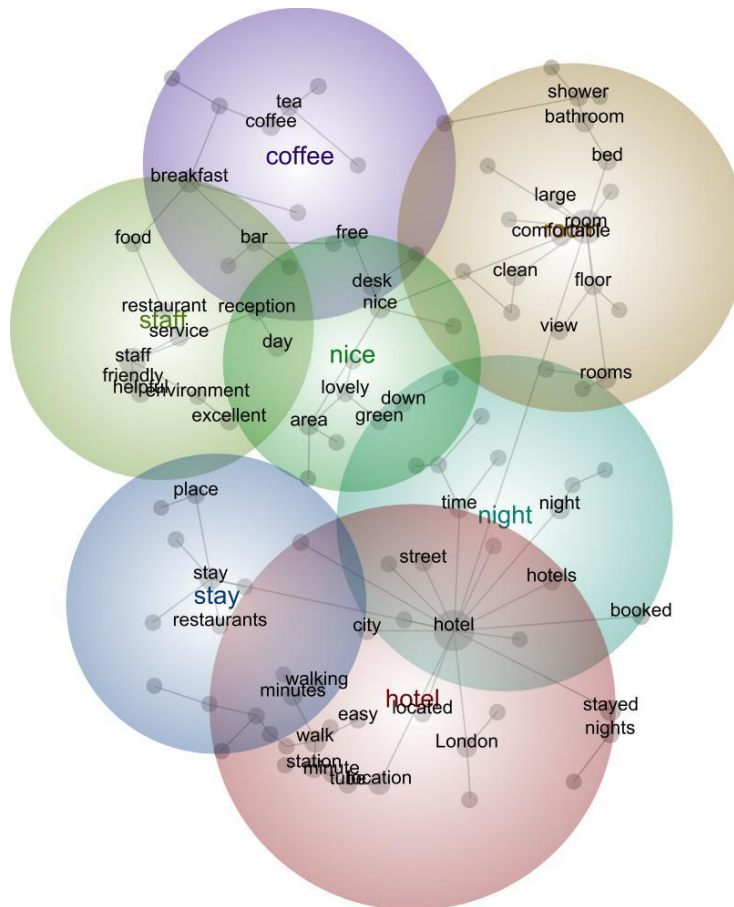 tea
shower
coffee
bathroom
coffee
bed
breakfast
large
room
food
bar
free
comfortable
clean
floor
desk
restaurant
reception
nice
staff
service
view
day
nice
staff
friendly
rooms
helpful
environment
lovely
down
excellent
area
green
place
time
night
night
street
stay
hotels
stay
booked
restaurants
city
hotel
walking
minutes
hotel
located
stayed
easy
nights
walk
London
station
minute
tube
location